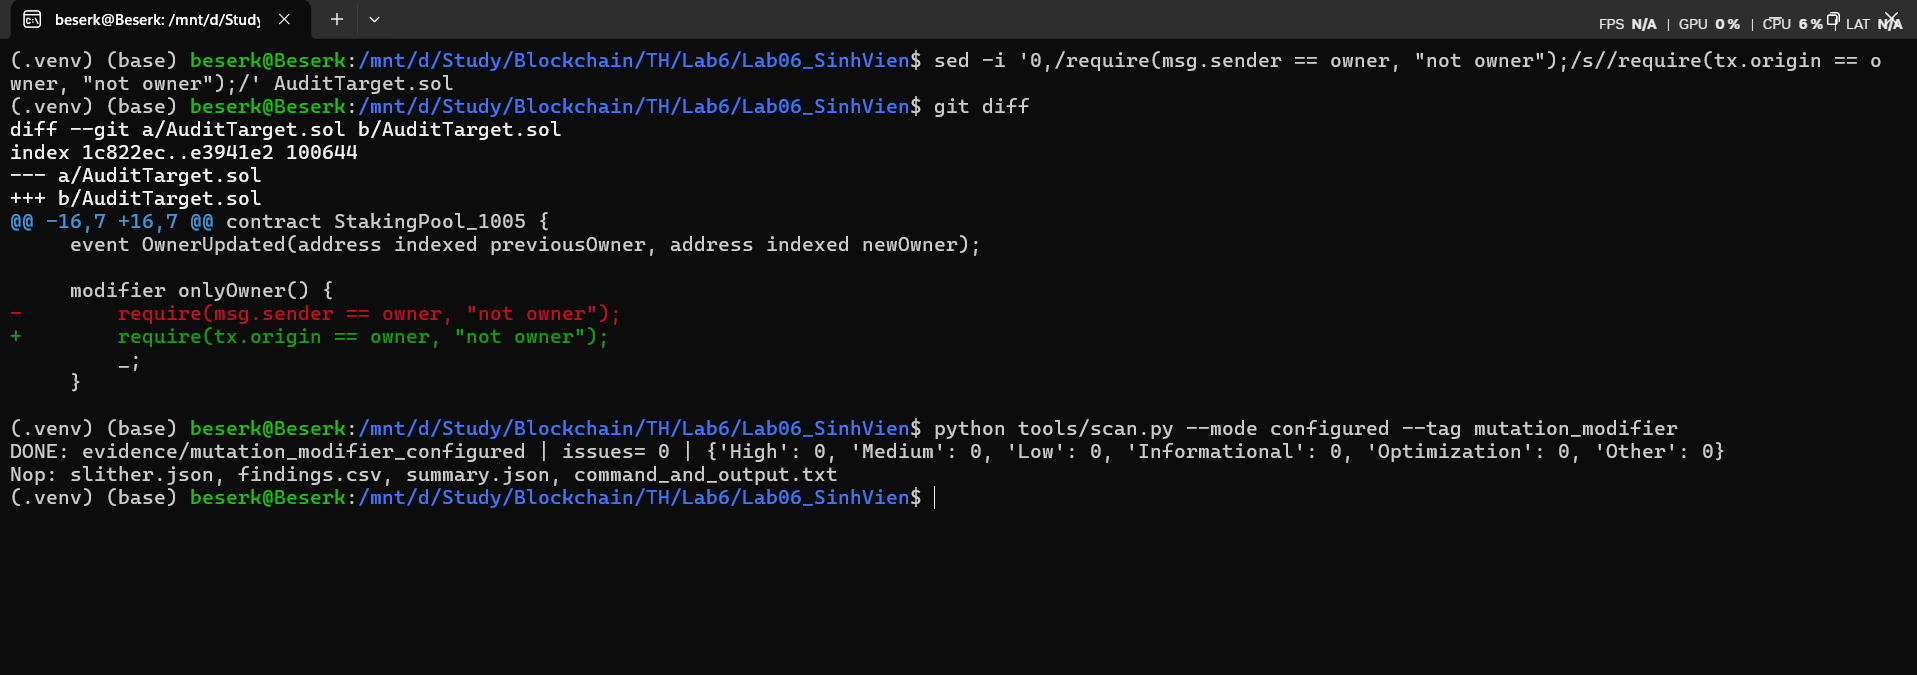 beserk@Beserk: /mnt/d/Study
FPS N/A | GPU 0% | CPU 6% | LAT N/A
(.venv) (base) beserk@Beserk:/mnt/d/Study/Blockchain/TH/Lab6/Lab06_SinhVien$ sed -i '0,/require(msg.sender == owner, "not owner");/s//require(tx.origin == o
wner, "not owner");/' AuditTarget.sol
(.venv) (base) beserk@Beserk:/mnt/d/Study/Blockchain/TH/Lab6/Lab06_SinhVien$ git diff
diff --git a/AuditTarget.sol b/AuditTarget.sol
index 1c822ec..e3941e2 100644
--- a/AuditTarget.sol
+++ b/AuditTarget.sol
@@ -16,7 +16,7 @@ contract StakingPool_1005 {
     event OwnerUpdated(address indexed previousOwner, address indexed newOwner);
     modifier onlyOwner() {
-        require(msg.sender == owner, "not owner");
+        require(tx.origin == owner, "not owner");
         _;
     }
(.venv) (base) beserk@Beserk:/mnt/d/Study/Blockchain/TH/Lab6/Lab06_SinhVien$ python tools/scan.py --mode configured --tag mutation_modifier
DONE: evidence/mutation_modifier_configured | issues= 0 | {'High': 0, 'Medium': 0, 'Low': 0, 'Informational': 0, 'Optimization': 0, 'Other': 0}
Nop: slither.json, findings.csv, summary.json, command_and_output.txt
(.venv) (base) beserk@Beserk:/mnt/d/Study/Blockchain/TH/Lab6/Lab06_SinhVien$